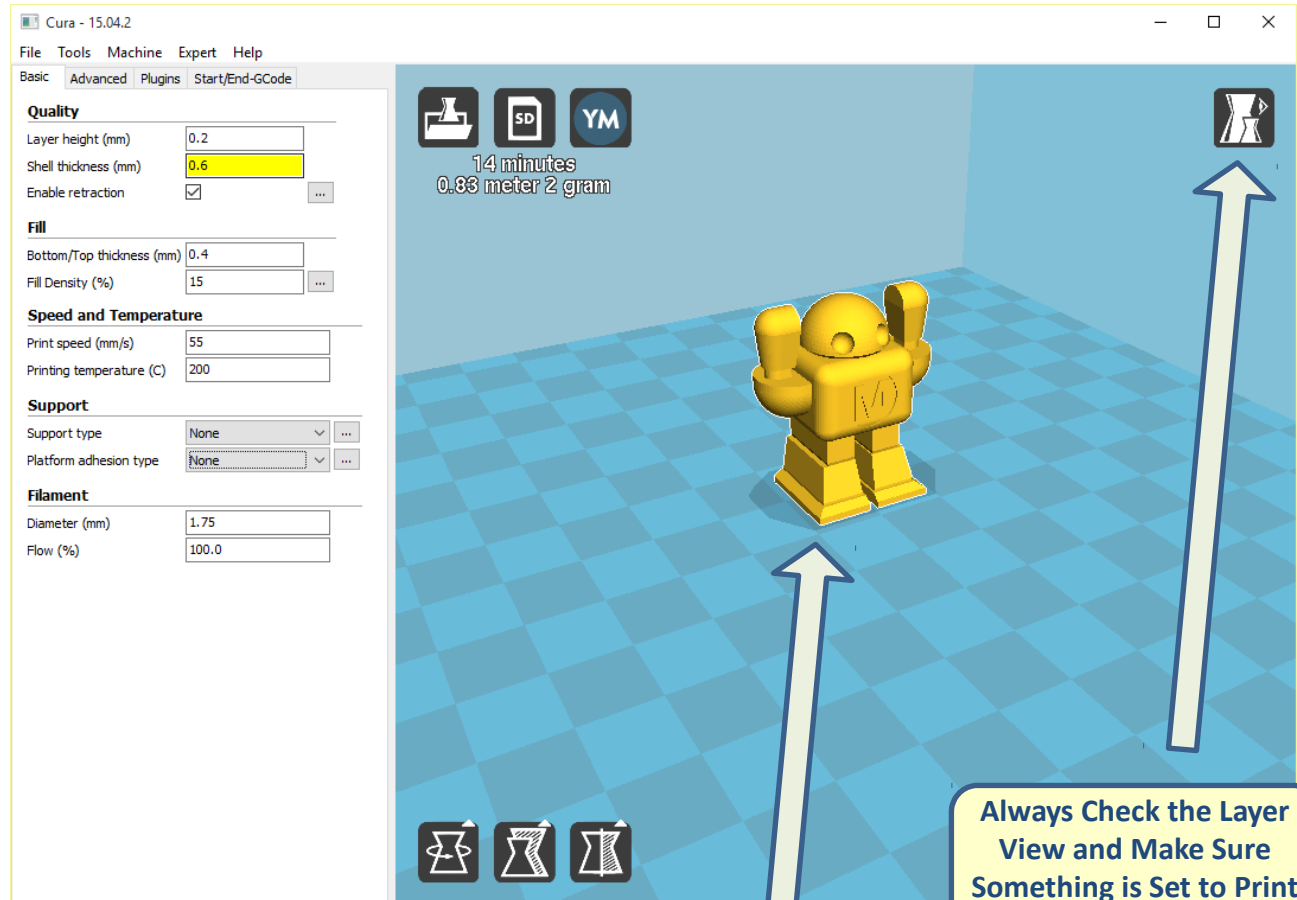 Cura - 15.04.2
File Tools Machine Expert Help
Basic Advanced Plugins Start/End-GCode
Quality
Layer height (mm) 0.2
Shell thickness (mm) 0.6
Enable retraction ...
Fill
Bottom/Top thickness (mm) 0.4
Fill Density (%) 15 ...
Speed and Temperature
Print speed (mm/s) 55
Printing temperature (C) 200
Support
Support type None ...
Platform adhesion type None ...
Filament
Diameter (mm) 1.75
Flow (%) 100.0
SD YM
14 minutes
0.83 meter 2 gram
Always Check the Layer
View and Make Sure
Something is Set to Print